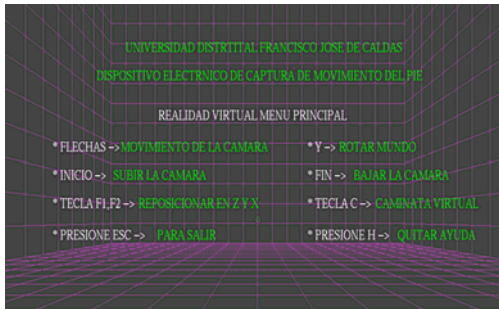 UNIVERSIDAD DISTRTITAL FRANCISCO JOSE DE CALDAS
DISPOSITIVO ELECTRNICO DE CAPTURA DE MOVIMIENTO DEL PIE
REALIDAD VIRTUAL MENU PRINCIPAL
* FLECHAS -> MOVIMIENTO DE LA CAMARA * Y -> ROTAR MUNDO
* INICIO -> SUBIR LA CAMARA * FIN -> BAJAR LA CAMARA
* TECLA F1,F2 -> REPOSICIONAR EN Z Y X * TECLA C -> CAMINATA VIRTUAL
* PRESIONE ESC -> PARA SALIR * PRESIONE H -> QUITAR AYUDA